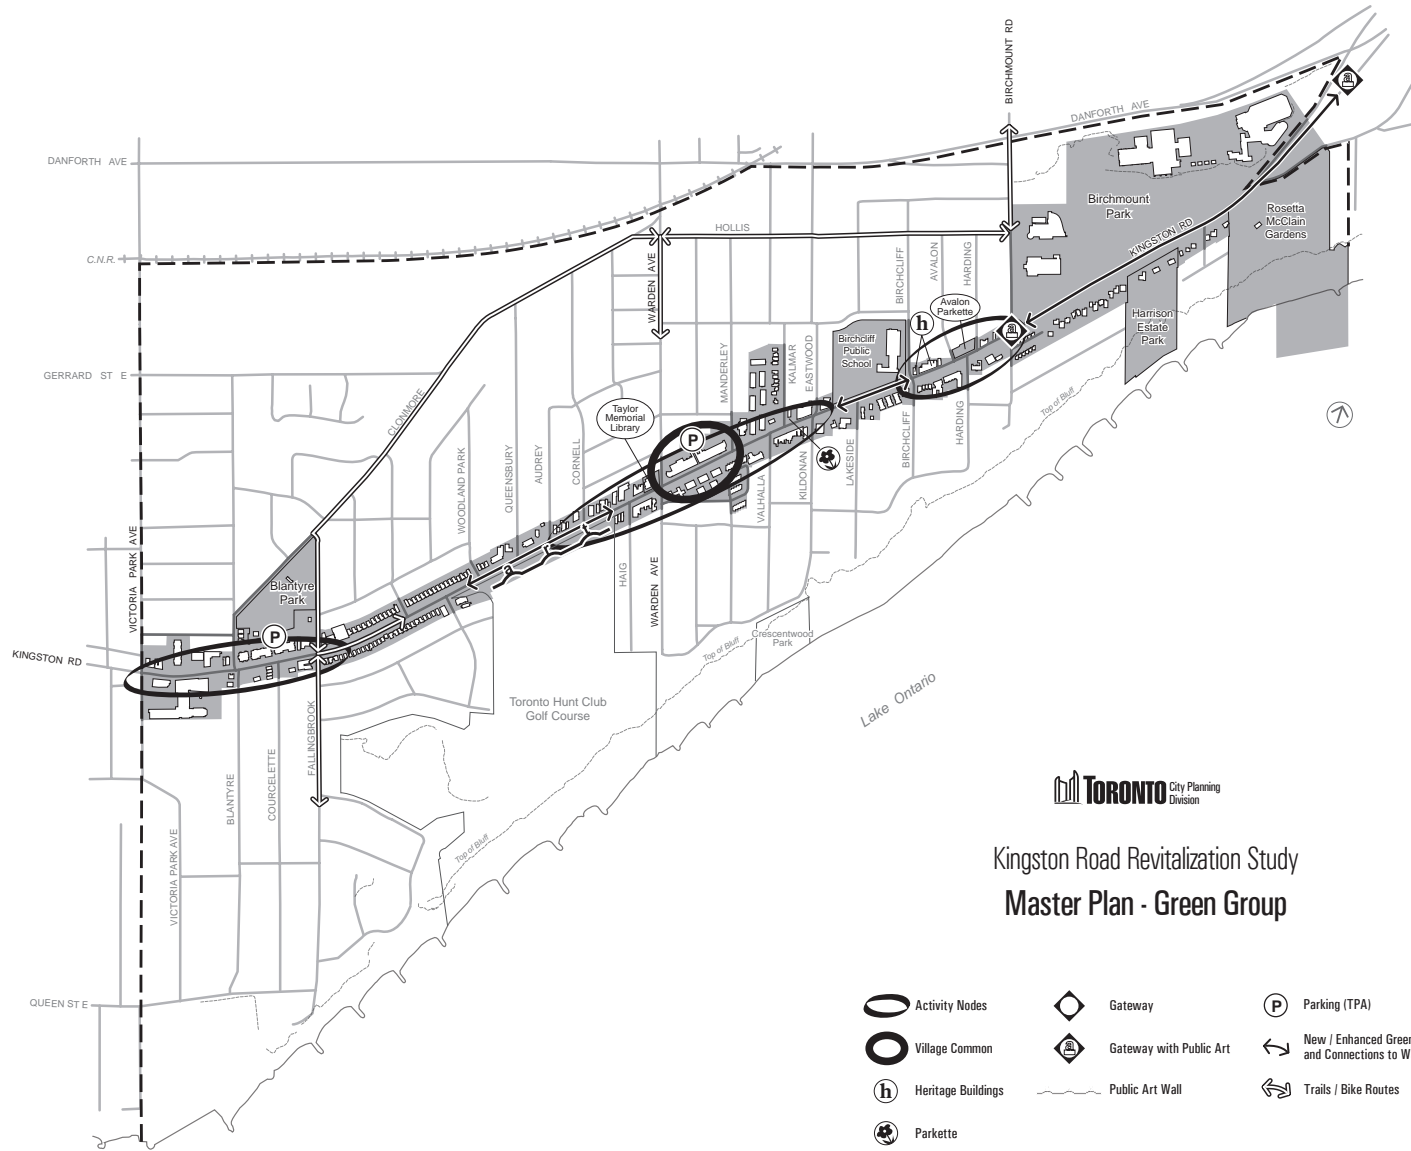 BIRCHMOUNT RD
DANFORTH AVE
DANFORTH AVE
Birchmount
Park
Rosetta
McClain
Gardens
HOLLIS
KINGSTON RD
C.N.R.
WARDEN AVE
BIRCHCLIFF
AVALON
HARDING
h
Avalon
Parkette
Harrison
Estate
Park
Birchcliff
Public
School
MANDERLEY
KALMAR
EASTWOOD
GERRARD ST E
CLONMORE
Top of Bluff
Taylor
Memorial
Library
P
WOODLAND PARK
QUEENSBURY
AUDREY
CORNELL
VALHALLA
KILDONAN
LAKESIDE
BIRCHCLIFF
HARDING
VICTORIA PARK AVE
a
r
t
HAIG
WARDEN AVE
Blantyre
Park
P
KINGSTON RD
Top of Bluff
Crescentwood
Park
Toronto Hunt Club
Golf Course
Lake Ontario
FALLINGBROOK
COURCELETTE
BLANTYRE
VICTORIA PARK AVE
Top of Bluff
QUEEN ST E
TORONTO City Planning
Division
Kingston Road Revitalization Study
Master Plan - Green Group
Activity Nodes
Gateway
P Parking (TPA)
Village Common
Gateway with Public Art
New / Enhanced Green
and Connections to W
h Heritage Buildings
Public Art Wall
Trails / Bike Routes
Parkette